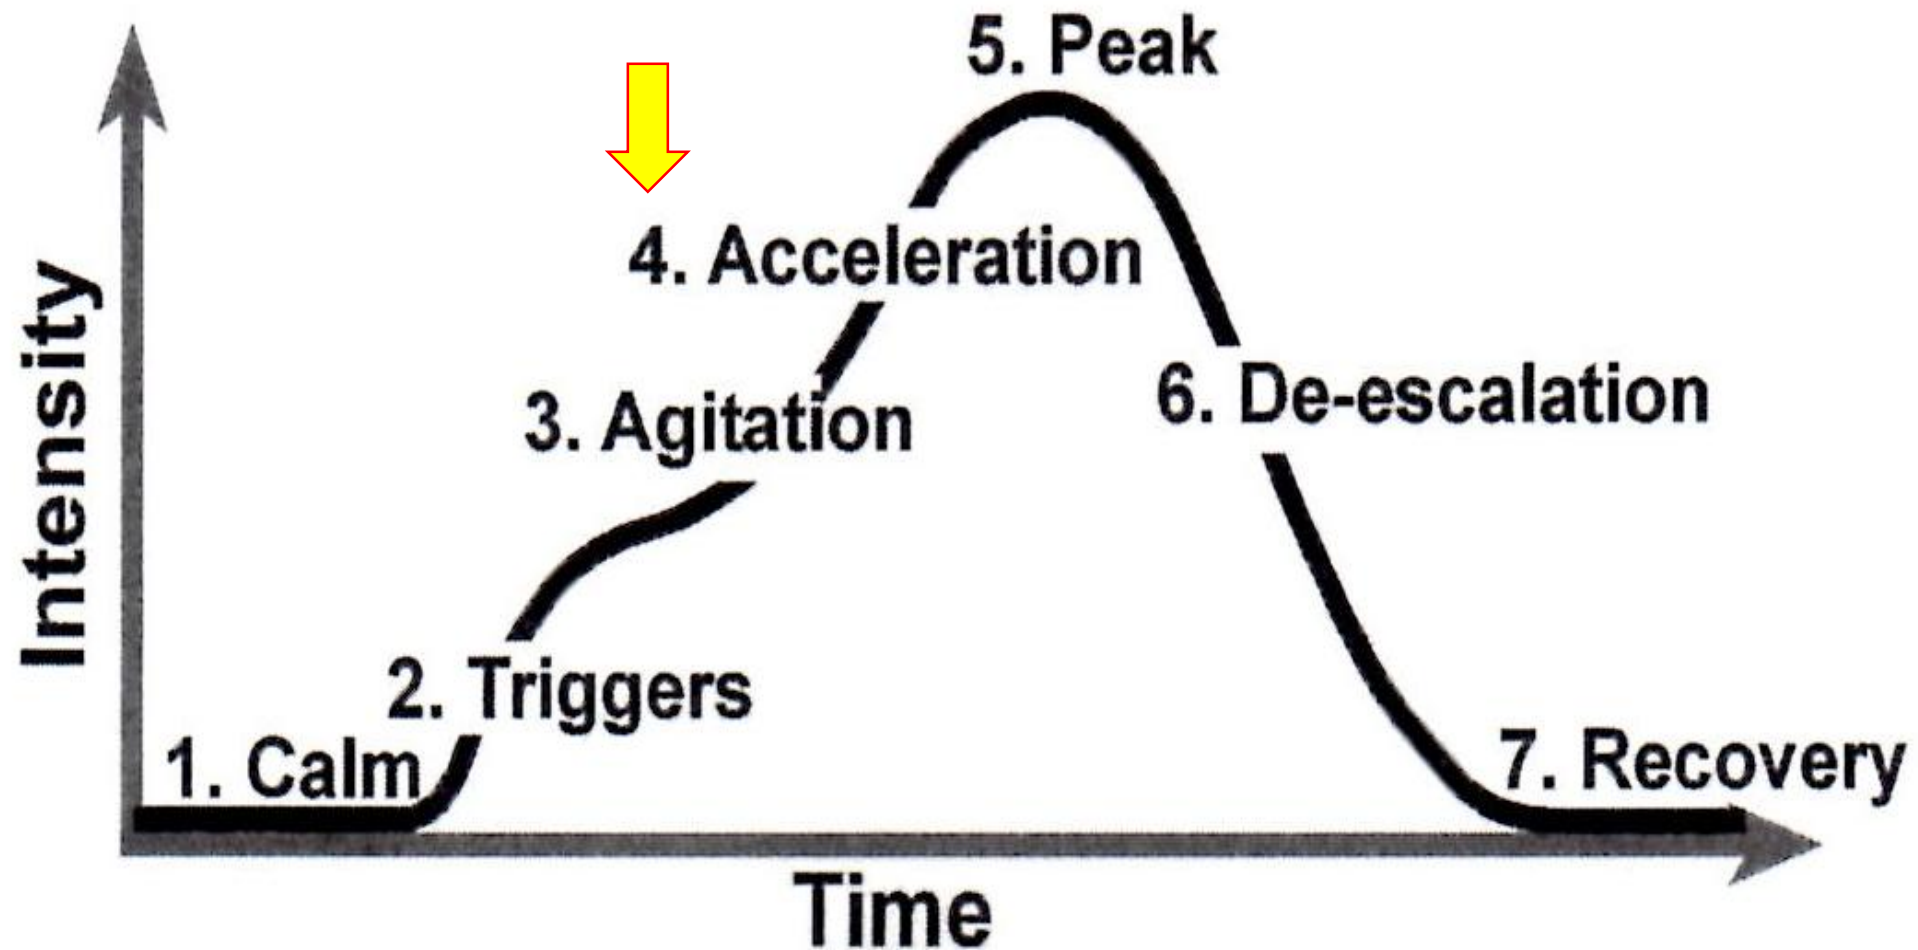 5. Peak
4. Acceleration
3. Agitation
6. De-escalation
2. Triggers
1. Calm
7. Recovery
Intensity
Time